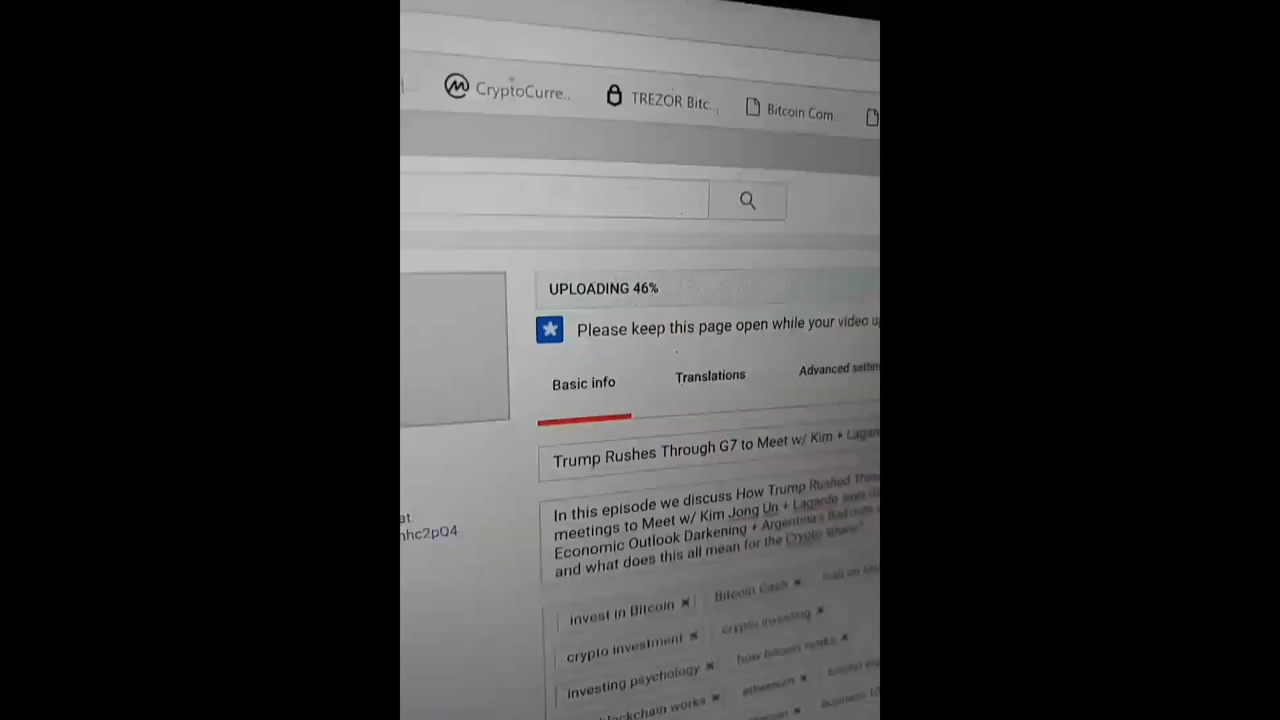 CryptoCurre.. TREZOR Bitc.. Bitcoin Com
UPLOADING 46%
Please keep this page open while your video
Basic info Translations Advanced
Trump Rushes Through G7 to Meet w/ Kim +
In this episode we discuss How Trump Rushed
meetings to Meet w/ Kim Jong Un + Lagarde says
Economic Outlook Darkening + Argentina's
and what does this all mean for the Crypto space?
at.
hc2pQ4
invest in Bitcoin × Bitcoin Cash ×
crypto investment × crypto investing ×
investing psychology × how bitcoin works ×
blockchain works × ethereum ×